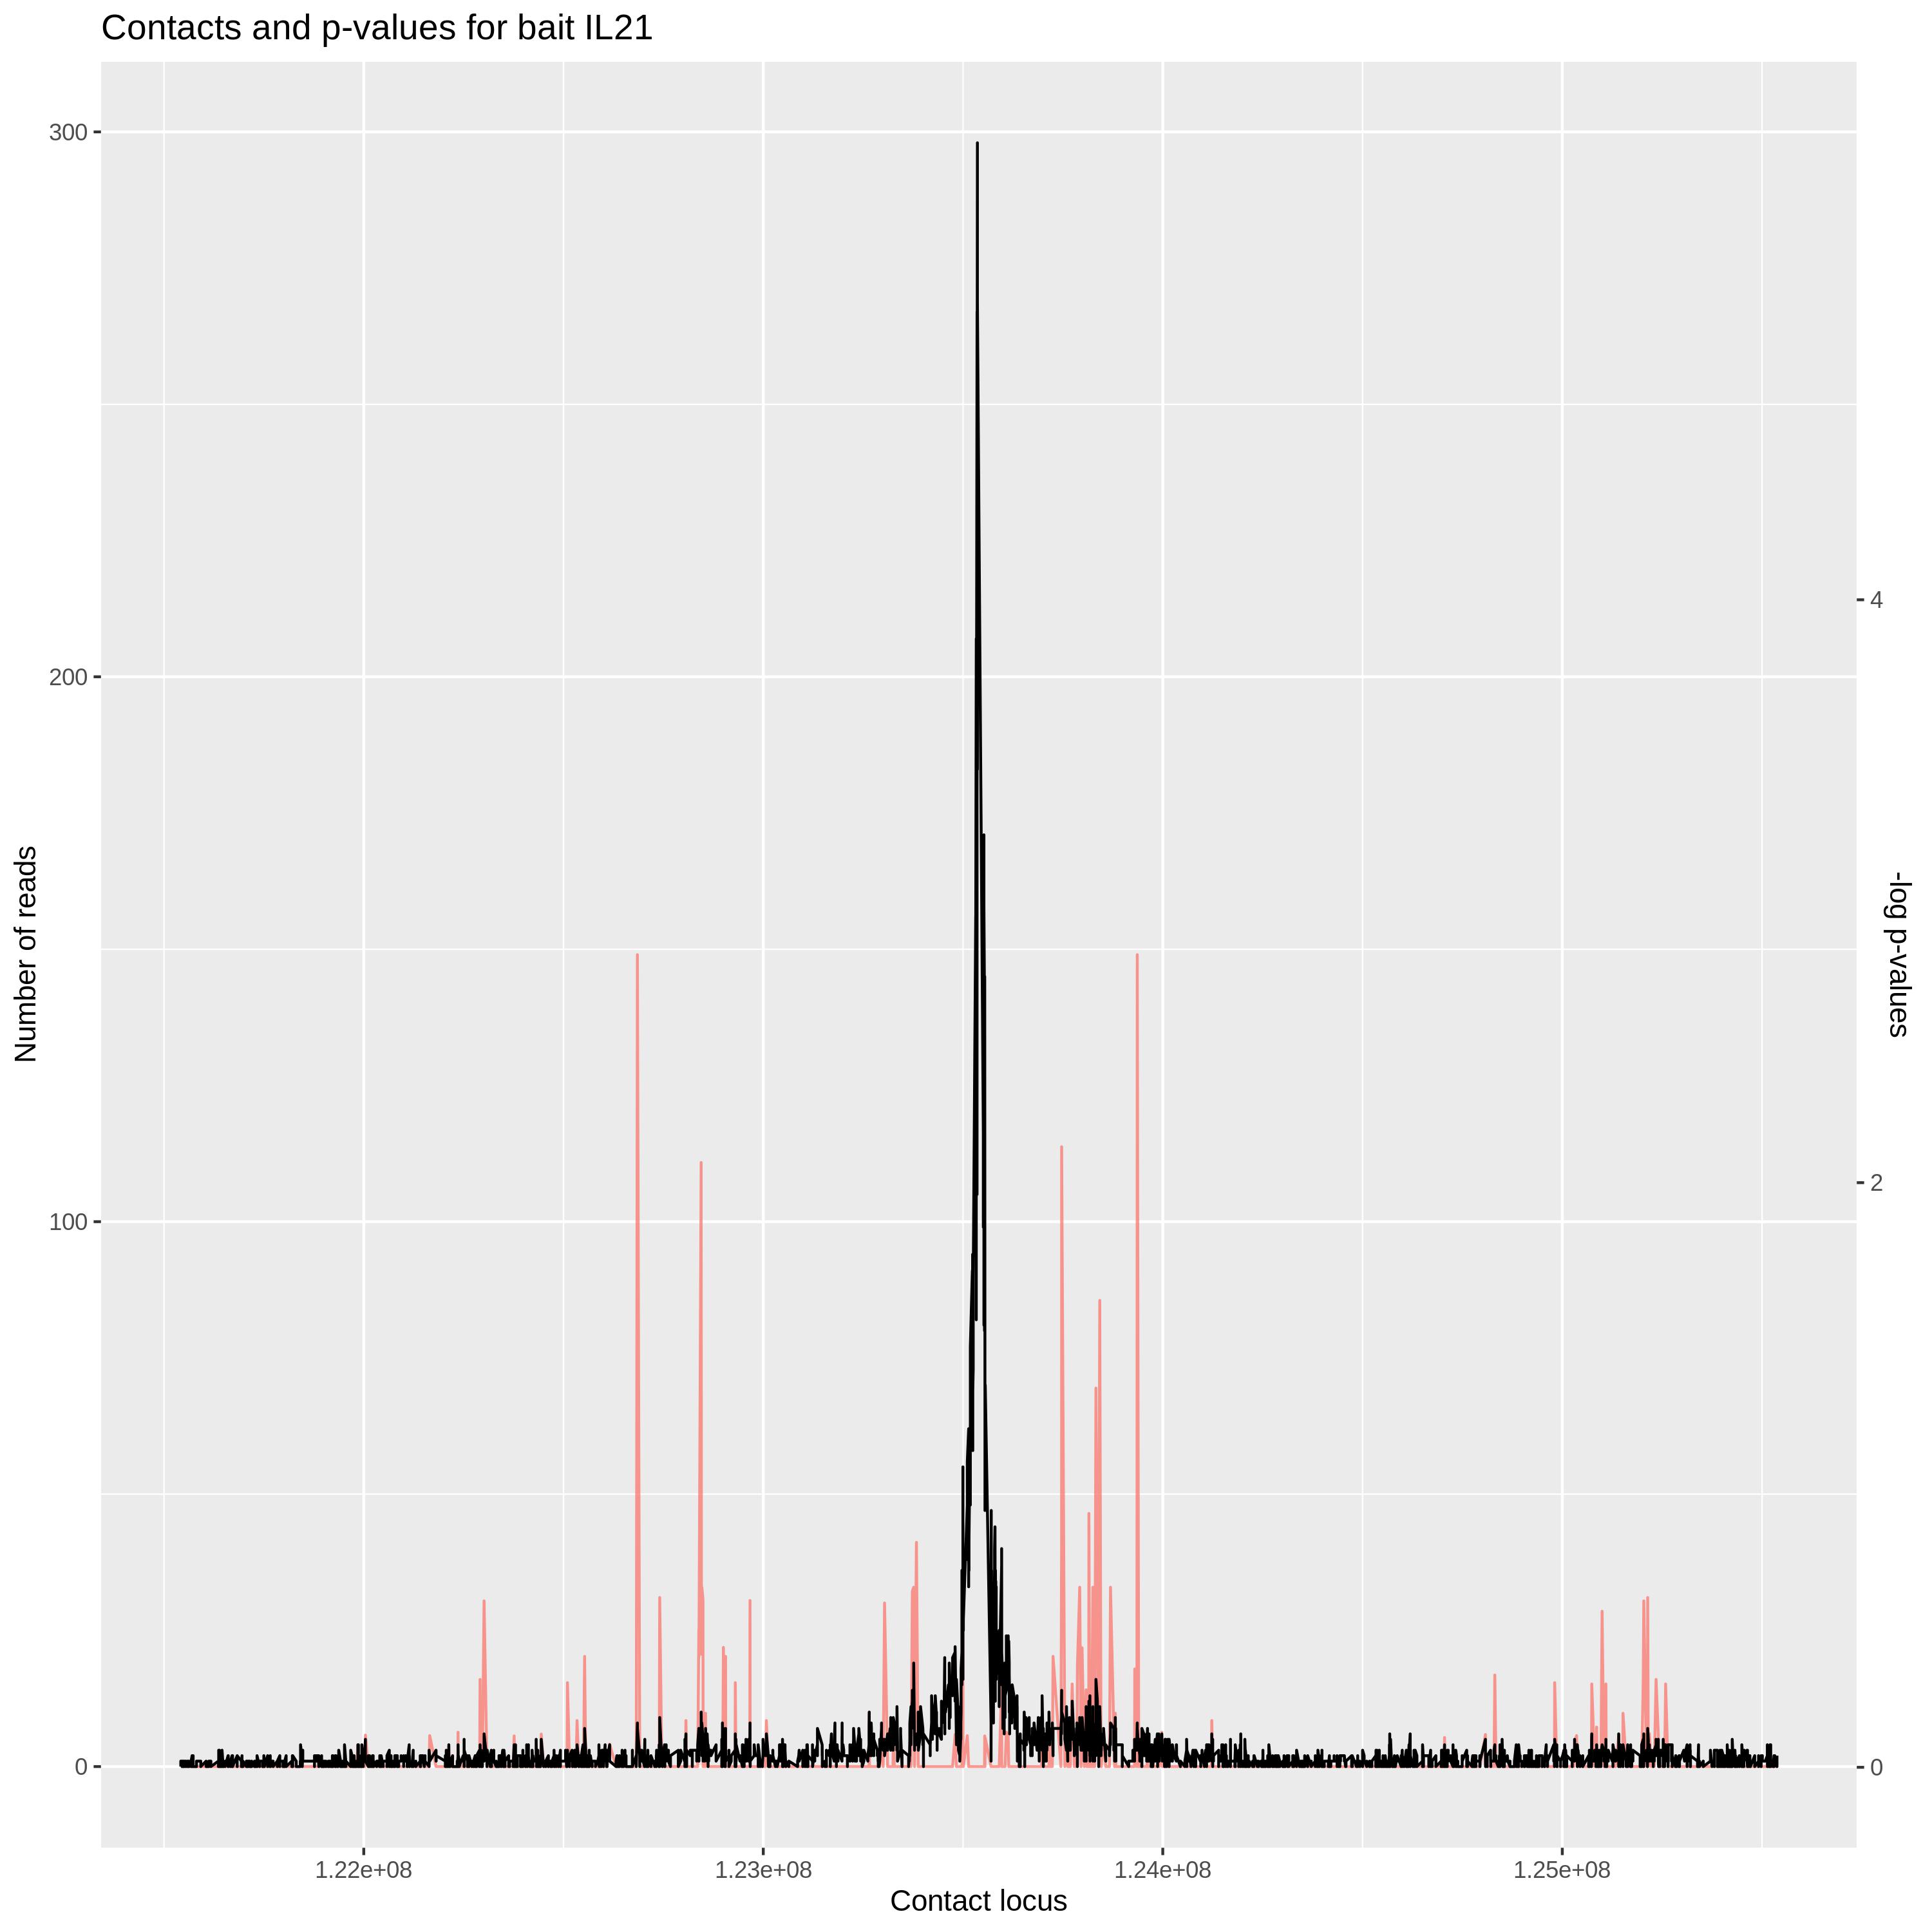 Contacts and p-values for bait IL21
300
200
100
0
Number of reads
4
2
0
-log p-values
1.22e+08 1.23e+08 1.24e+08 1.25e+08
Contact locus